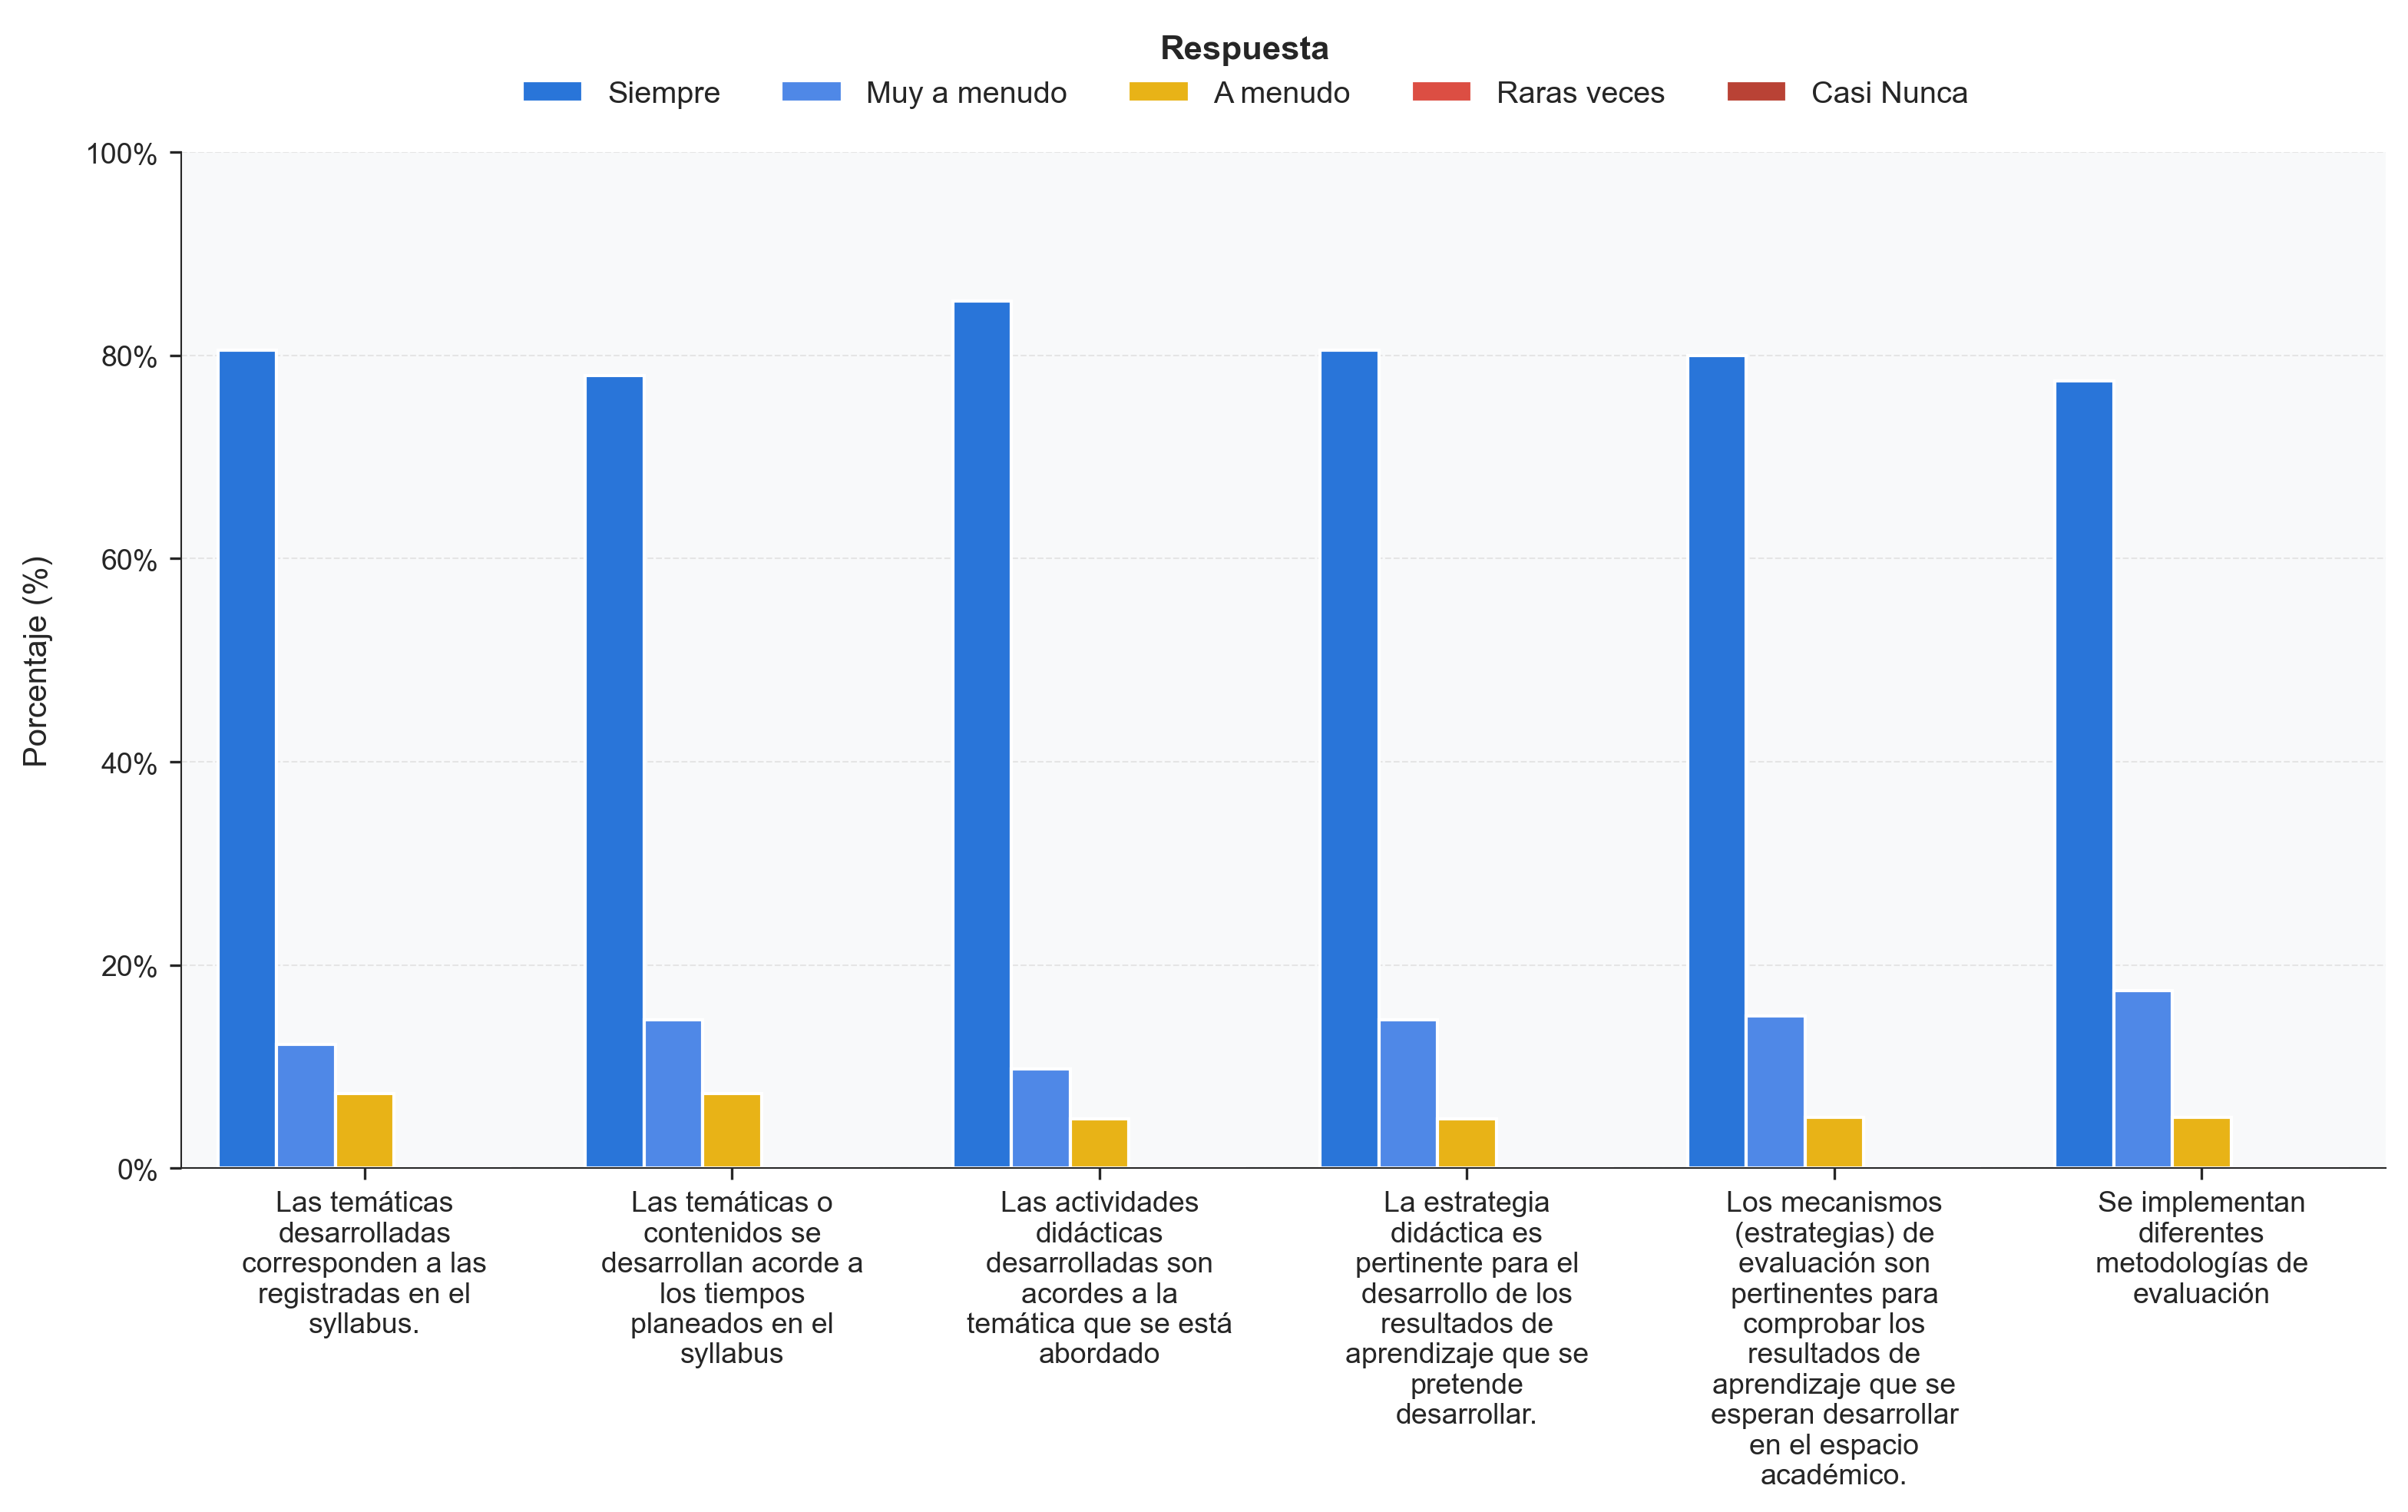 Respuesta
Siempre
Muy a menudo
A menudo
Raras veces
Casi Nunca
100%
80%
60%
40%
20%
0%
Porcentaje (%)
Las temáticas
desarrolladas
corresponden a las
registradas en el
syllabus.
Las temáticas o
contenidos se
desarrollan acorde a
los tiempos
planeados en el
syllabus
Las actividades
didácticas
desarrolladas son
acordes a la
temática que se está
abordado
La estrategia
didáctica es
pertinente para el
desarrollo de los
resultados de
aprendizaje que se
pretende
desarrollar.
Los mecanismos
(estrategias) de
evaluación son
pertinentes para
comprobar los
resultados de
aprendizaje que se
esperan desarrollar
en el espacio
académico.
Se implementan
diferentes
metodologías de
evaluación